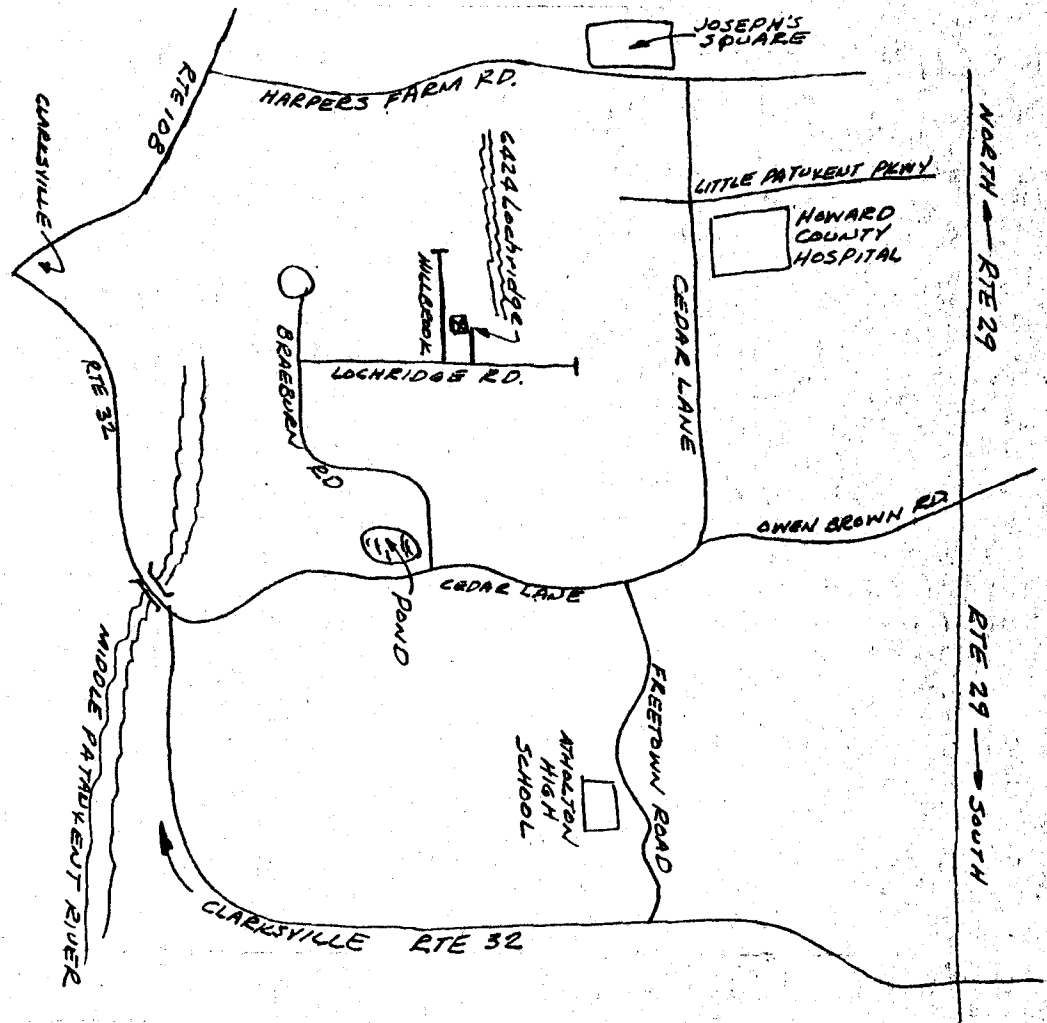 JOSEPH'S
SQUARE
HARPERS FARM RD.
RTE 108
CLARKSVILLE
6424 Lochridge
LITTLE PATUXENT PKWY
HOWARD
COUNTY
HOSPITAL
NORTH RTE 29
HILLBROOK
CEDAR LANE
BRAEBURN
RD
LOCHRIDGE RD.
RTE 32
OWEN BROWN RD.
CEDAR LANE
POND
RTE 29 SOUTH
MIDDLE PATAUXENT RIVER
FREETOWN ROAD
ATHOLTON
HIGH
SCHOOL
CLARKSVILLE RTE 32